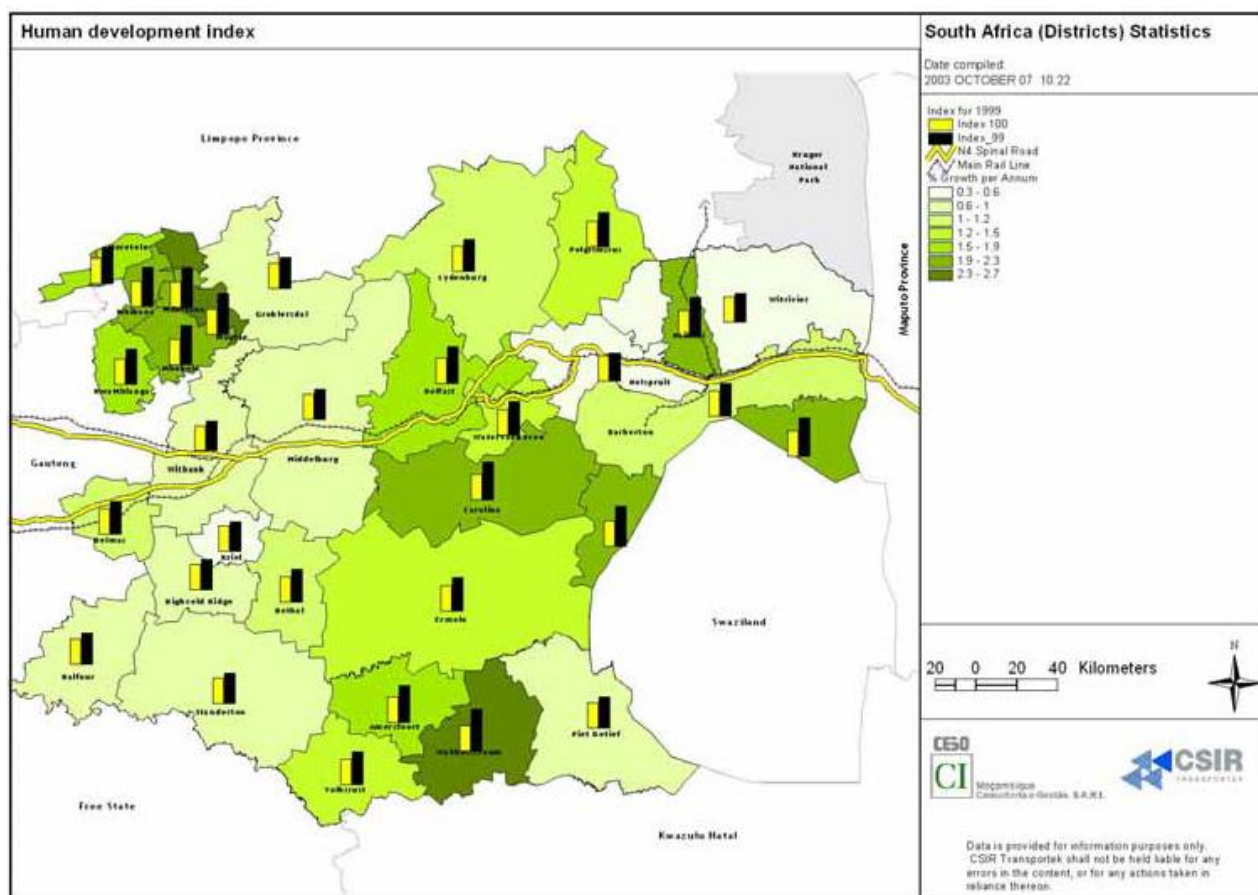 Human development index
South Africa (Districts) Statistics
Date compiled:
2003 OCTOBER 07 10:22
Index for 1999
Index 100
Index_99
N4 Spinal Road
Main Rail Line
% Growth per Annum
0.3 - 0.6
0.6 - 1
1 - 1.2
1.2 - 1.5
1.5 - 1.9
1.9 - 2.3
2.3 - 2.7
Limpopo Province
Kruger
National
Park
Maputo Province
Pelgrimsrus
Lydenburg
Witrivier
Groblersdal
Belfast
Nelspruit
Barberton
Gauteng
Witbank
Middelburg
Carolina
Delmas
Kriel
Highveld Ridge
Bethal
Ermelo
Swaziland
Balfour
Standerton
Amersfoort
Piet Retief
Volksrust
Free State
Kwazulu Natal
20 0 20 40 Kilometers
N
CESO
CI
Moçambique
Consultoria e Gestão, S.A.R.L.
CSIR
TRANSPORTEK
Data is provided for information purposes only.
CSIR Transportek shall not be held liable for any
errors in the content, or for any actions taken in
reliance thereon.